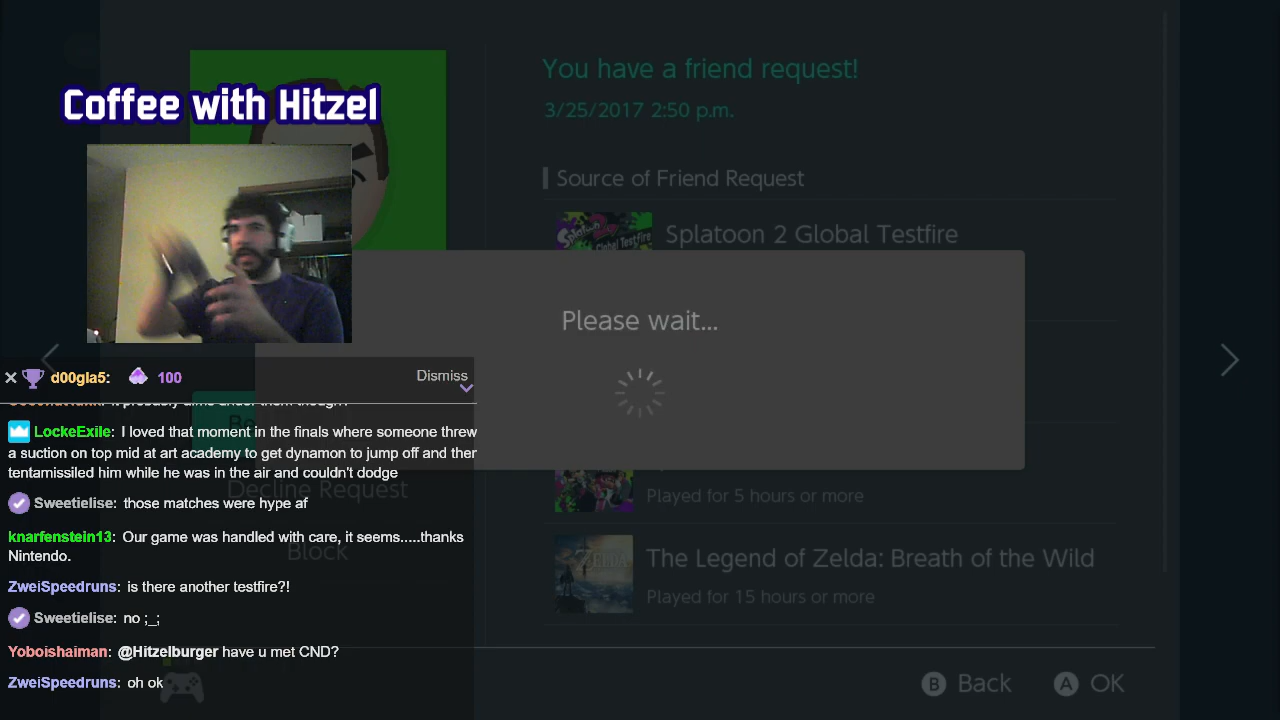 You have a friend request!
3/25/2017 2:50 p.m.
Coffee with Hitzel
Source of Friend Request
Splatoon 2 Global Testfire
Please wait...
d00gla5: 100 Dismiss
LockeExile: I loved that moment in the finals where someone threw
a suction on top mid at art academy to get dynamon to jump off and ther
tentamissiled him while he was in the air and couldn't dodge
Decline Request
Sweetielise: those matches were hype af
Played for 5 hours or more
knarfenstein13: Our game was handled with care, it seems.....thanks
Nintendo.
Block
The Legend of Zelda: Breath of the Wild
Played for 15 hours or more
ZweiSpeedruns: is there another testfire?!
Sweetielise: no ;_;
Yoboishaiman: @Hitzelburger have u met CND?
ZweiSpeedruns: oh ok
B Back A OK